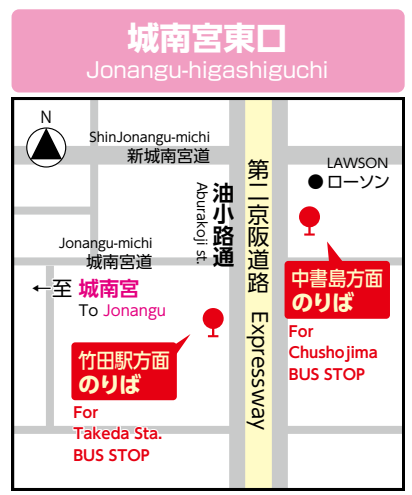 城南宮東口
Jonangu-higashiguchi
N
ShinJonangu-michi
新城南宮道
LAWSON
ローソン
第二京阪道路 Expressway
油小路通
Aburakoji st.
Jonangu-michi
城南宮道
←至 城南宮
To Jonangu
中書島方面
のりば
For
Chushojima
BUS STOP
竹田駅方面
のりば
For
Takeda Sta.
BUS STOP